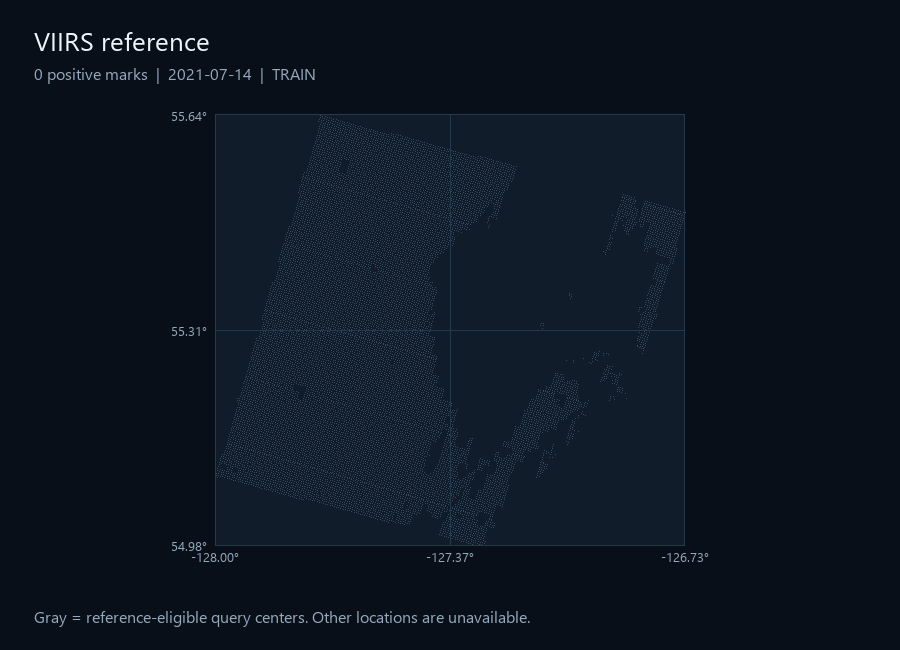 VIIRS reference
0 positive marks | 2021-07-14 | TRAIN
55.64°
55.31°
54.98°
-128.00° -127.37° -126.73°
Gray = reference-eligible query centers. Other locations are unavailable.